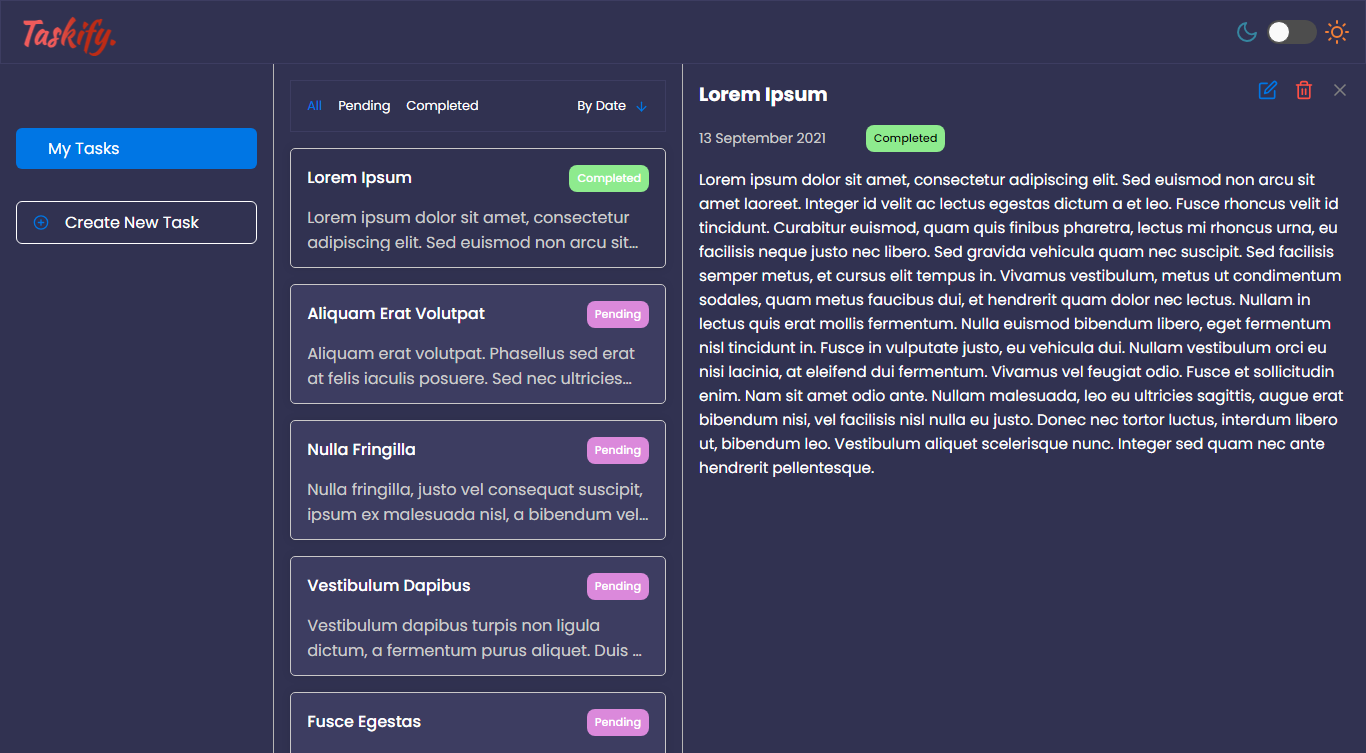 Taskify.
My Tasks
Create New Task
All Pending Completed By Date
Lorem Ipsum Completed
Lorem ipsum dolor sit amet, consectetur
adipiscing elit. Sed euismod non arcu sit...
Aliquam Erat Volutpat Pending
Aliquam erat volutpat. Phasellus sed erat
at felis iaculis posuere. Sed nec ultricies...
Nulla Fringilla Pending
Nulla fringilla, justo vel consequat suscipit,
ipsum ex malesuada nisl, a bibendum vel...
Vestibulum Dapibus Pending
Vestibulum dapibus turpis non ligula
dictum, a fermentum purus aliquet. Duis ...
Fusce Egestas Pending
Lorem Ipsum
13 September 2021 Completed
Lorem ipsum dolor sit amet, consectetur adipiscing elit. Sed euismod non arcu sit
amet laoreet. Integer id velit ac lectus egestas dictum a et leo. Fusce rhoncus velit id
tincidunt. Curabitur euismod, quam quis finibus pharetra, lectus mi rhoncus urna, eu
facilisis neque justo nec libero. Sed gravida vehicula quam nec suscipit. Sed facilisis
semper metus, et cursus elit tempus in. Vivamus vestibulum, metus ut condimentum
sodales, quam metus faucibus dui, et hendrerit quam dolor nec lectus. Nullam in
lectus quis erat mollis fermentum. Nulla euismod bibendum libero, eget fermentum
nisl tincidunt in. Fusce in vulputate justo, eu vehicula dui. Nullam vestibulum orci eu
nisi lacinia, at eleifend dui fermentum. Vivamus vel feugiat odio. Fusce et sollicitudin
enim. Nam sit amet odio ante. Nullam malesuada, leo eu ultricies sagittis, augue erat
bibendum nisi, vel facilisis nisl nulla eu justo. Donec nec tortor luctus, interdum libero
ut, bibendum leo. Vestibulum aliquet scelerisque nunc. Integer sed quam nec ante
hendrerit pellentesque.